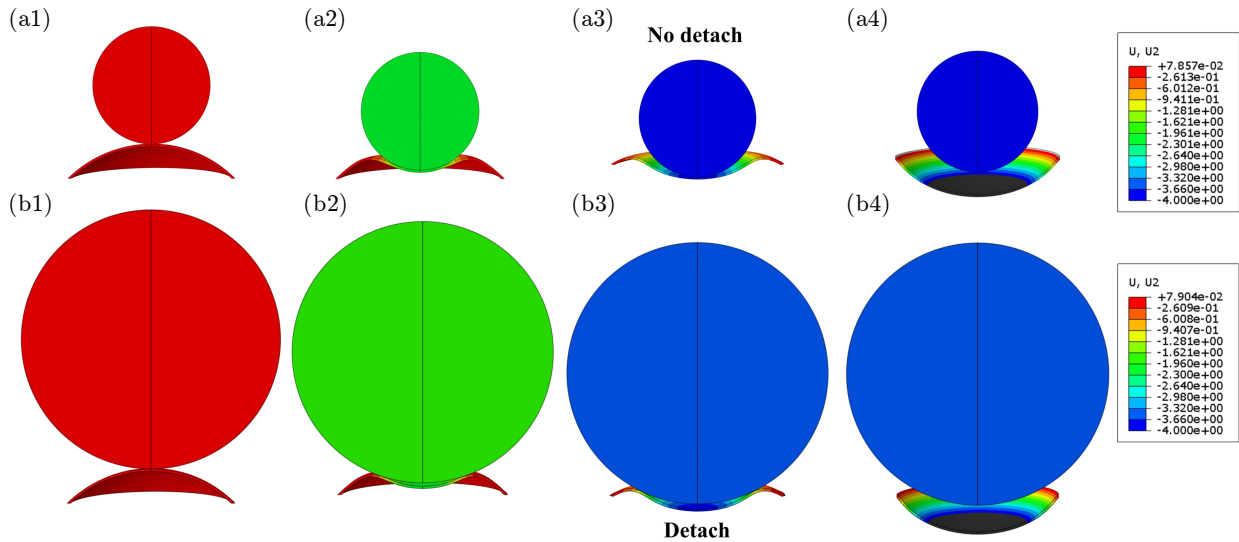 (a1)
(a2)
(a3)
(a4)
No detach
U, U2
+7.857e-02
-2.613e-01
-6.012e-01
-9.411e-01
-1.281e+00
-1.621e+00
-1.961e+00
-2.301e+00
-2.640e+00
-2.980e+00
-3.320e+00
-3.660e+00
-4.000e+00
(b1)
(b2)
(b3)
(b4)
U, U2
+7.904e-02
-2.609e-01
-6.008e-01
-9.407e-01
-1.281e+00
-1.621e+00
-1.960e+00
-2.300e+00
-2.640e+00
-2.980e+00
-3.320e+00
-3.660e+00
-4.000e+00
Detach